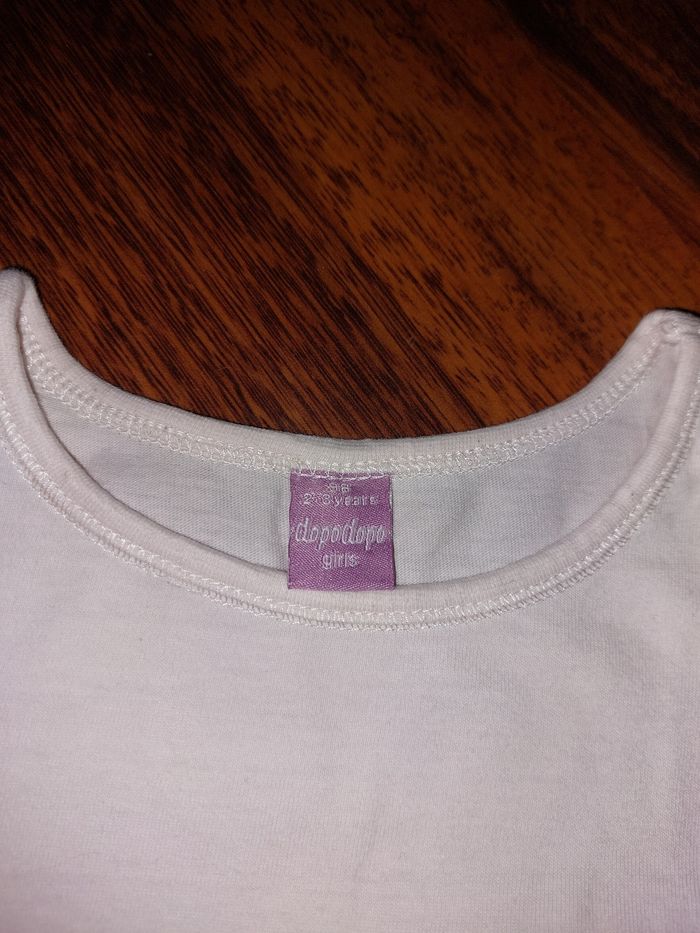 98
2-3 years
dopodopo
girls